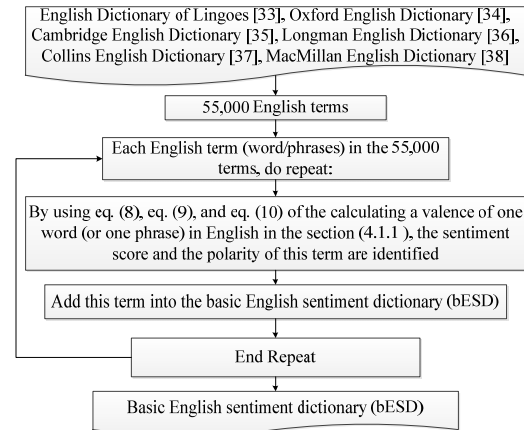 English Dictionary of Lingoes [33], Oxford English Dictionary [34],
Cambridge English Dictionary [35], Longman English Dictionary [36],
Collins English Dictionary [37], MacMillan English Dictionary [38]
55,000 English terms
Each English term (word/phrases) in the 55,000
terms, do repeat:
By using eq. (8), eq. (9), and eq. (10) of the calculating a valence of one
word (or one phrase) in English in the section (4.1.1 ), the sentiment
score and the polarity of this term are identified
Add this term into the basic English sentiment dictionary (bESD)
End Repeat
Basic English sentiment dictionary (bESD)